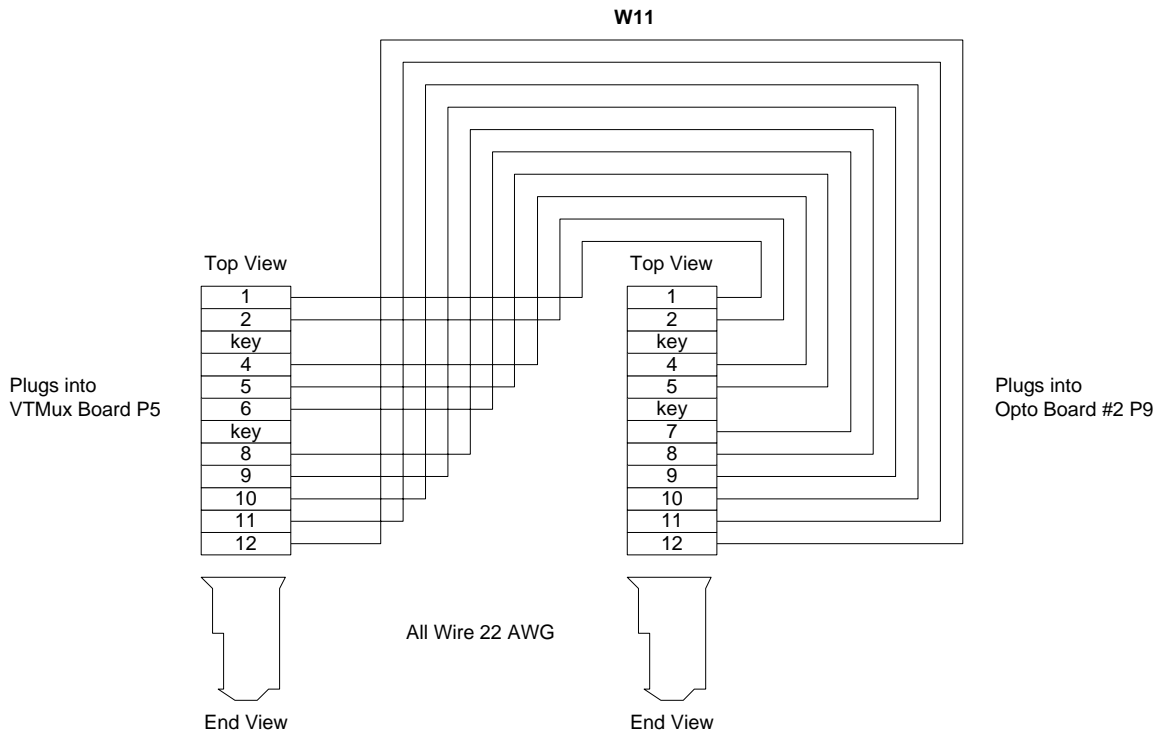 W11
Top View
1
2
key
4
5
6
key
8
9
10
11
12
End View
Top View
1
2
key
4
5
key
7
8
9
10
11
12
End View
Plugs into
VTMux Board P5
Plugs into
Opto Board #2 P9
All Wire 22 AWG